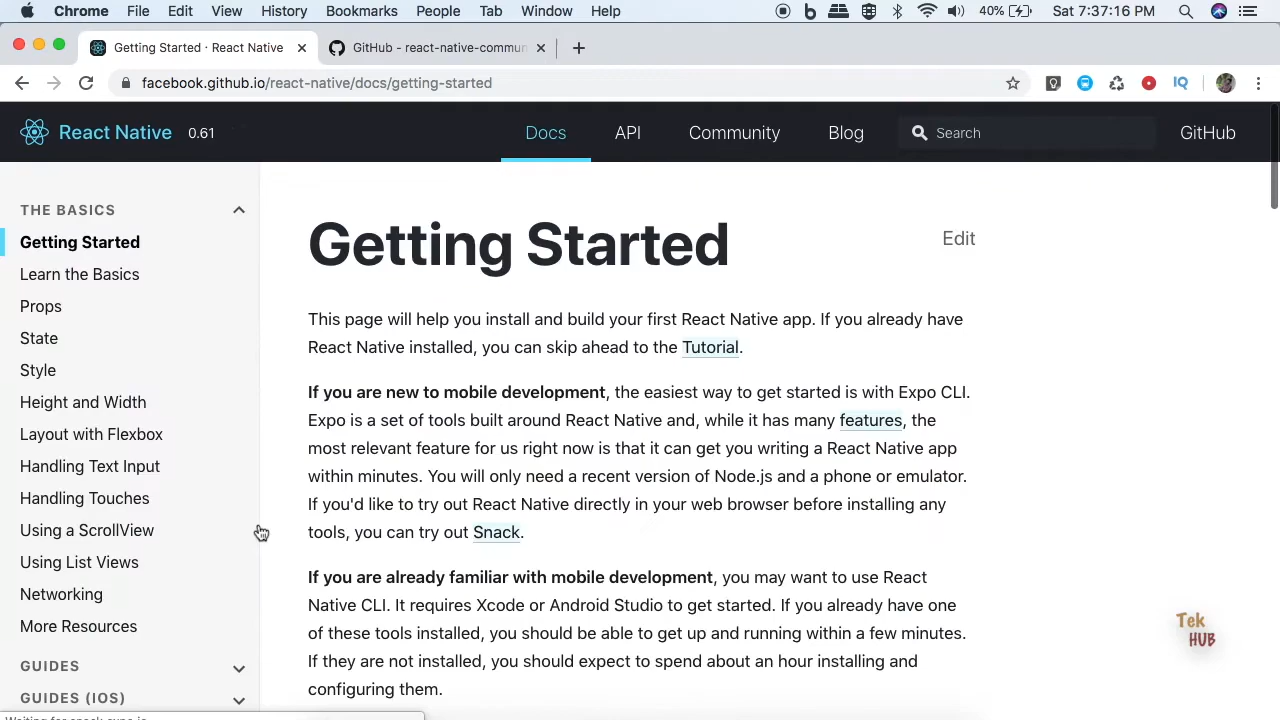 Chrome File Edit View History Bookmarks People Tab Window Help 40% Sat 7:37:16 PM
Getting Started · React Native GitHub - react-native-commun
facebook.github.io/react-native/docs/getting-started
React Native 0.61 Docs API Community Blog Search GitHub
THE BASICS
Getting Started
Learn the Basics
Props
State
Style
Height and Width
Layout with Flexbox
Handling Text Input
Handling Touches
Using a ScrollView
Using List Views
Networking
More Resources
GUIDES
GUIDES (IOS)
Getting Started Edit
This page will help you install and build your first React Native app. If you already have
React Native installed, you can skip ahead to the Tutorial.
If you are new to mobile development, the easiest way to get started is with Expo CLI.
Expo is a set of tools built around React Native and, while it has many features, the
most relevant feature for us right now is that it can get you writing a React Native app
within minutes. You will only need a recent version of Node.js and a phone or emulator.
If you'd like to try out React Native directly in your web browser before installing any
tools, you can try out Snack.
If you are already familiar with mobile development, you may want to use React
Native CLI. It requires Xcode or Android Studio to get started. If you already have one
of these tools installed, you should be able to get up and running within a few minutes.
If they are not installed, you should expect to spend about an hour installing and
configuring them.
Tek
HUB